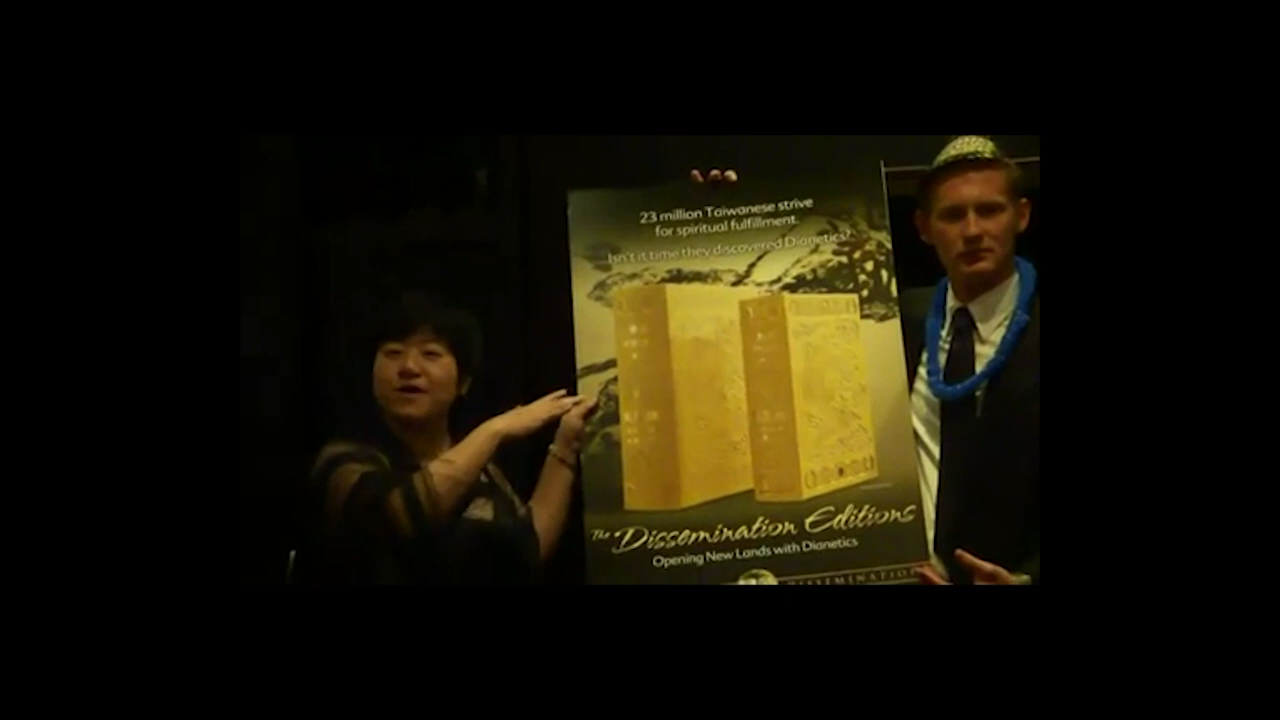 23 million Taiwanese strive
for spiritual fulfillment.
Isn't it time they discovered Dianetics?
The Dissemination Editions
Opening New Lands with Dianetics
DISSEMINATION